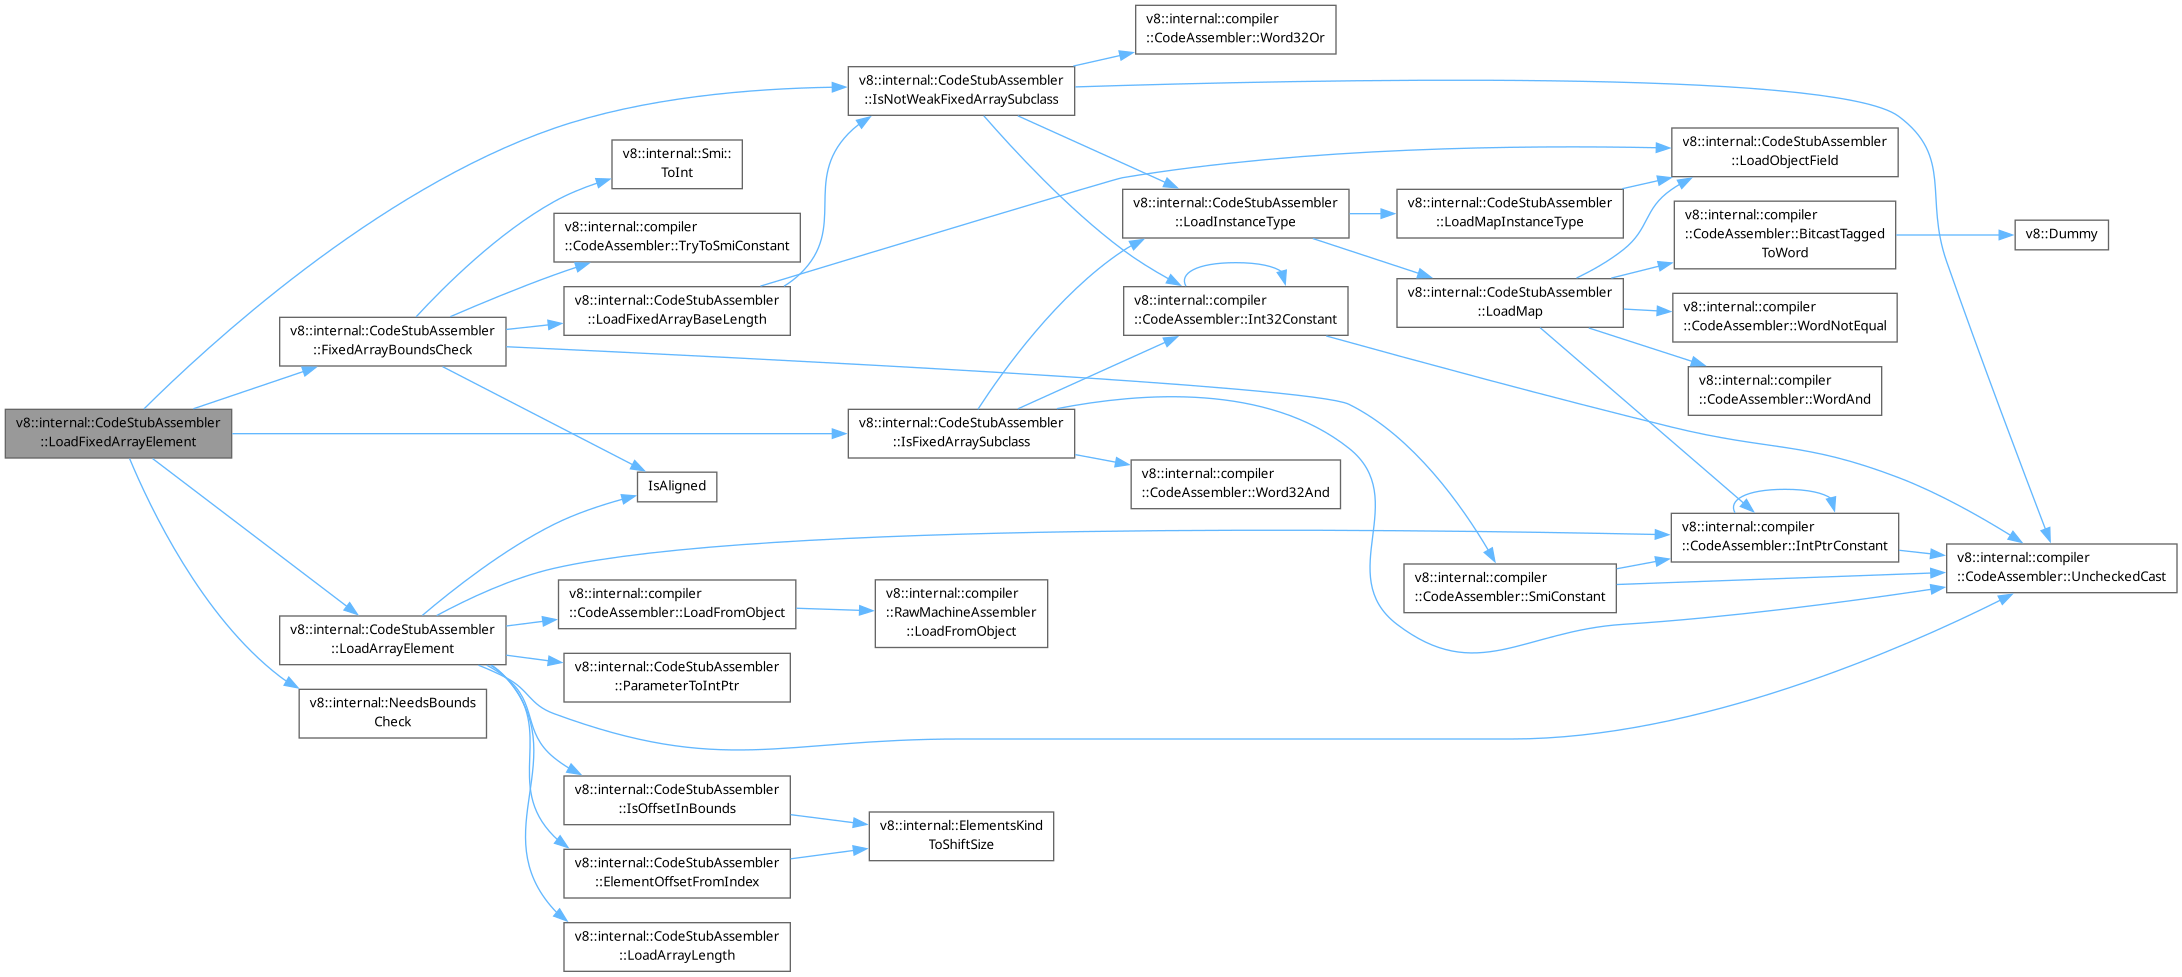 v8::internal::compiler
::CodeAssembler::Word32Or
v8::internal::CodeStubAssembler
::IsNotWeakFixedArraySubclass
v8::internal::Smi::
ToInt
v8::internal::CodeStubAssembler
::LoadObjectField
v8::internal::CodeStubAssembler
::LoadInstanceType
v8::internal::CodeStubAssembler
::LoadMapInstanceType
v8::internal::compiler
::CodeAssembler::BitcastTagged
ToWord
v8::Dummy
v8::internal::compiler
::CodeAssembler::TryToSmiConstant
v8::internal::CodeStubAssembler
::LoadFixedArrayBaseLength
v8::internal::compiler
::CodeAssembler::Int32Constant
v8::internal::CodeStubAssembler
::LoadMap
v8::internal::compiler
::CodeAssembler::WordNotEqual
v8::internal::CodeStubAssembler
::FixedArrayBoundsCheck
v8::internal::compiler
::CodeAssembler::WordAnd
v8::internal::CodeStubAssembler
::LoadFixedArrayElement
v8::internal::CodeStubAssembler
::IsFixedArraySubclass
IsAligned
v8::internal::compiler
::CodeAssembler::Word32And
v8::internal::compiler
::CodeAssembler::IntPtrConstant
v8::internal::compiler
::CodeAssembler::UncheckedCast
v8::internal::compiler
::CodeAssembler::SmiConstant
v8::internal::compiler
::CodeAssembler::LoadFromObject
v8::internal::compiler
::RawMachineAssembler
::LoadFromObject
v8::internal::CodeStubAssembler
::LoadArrayElement
v8::internal::CodeStubAssembler
::ParameterToIntPtr
v8::internal::NeedsBounds
Check
v8::internal::CodeStubAssembler
::IsOffsetInBounds
v8::internal::ElementsKind
ToShiftSize
v8::internal::CodeStubAssembler
::ElementOffsetFromIndex
v8::internal::CodeStubAssembler
::LoadArrayLength